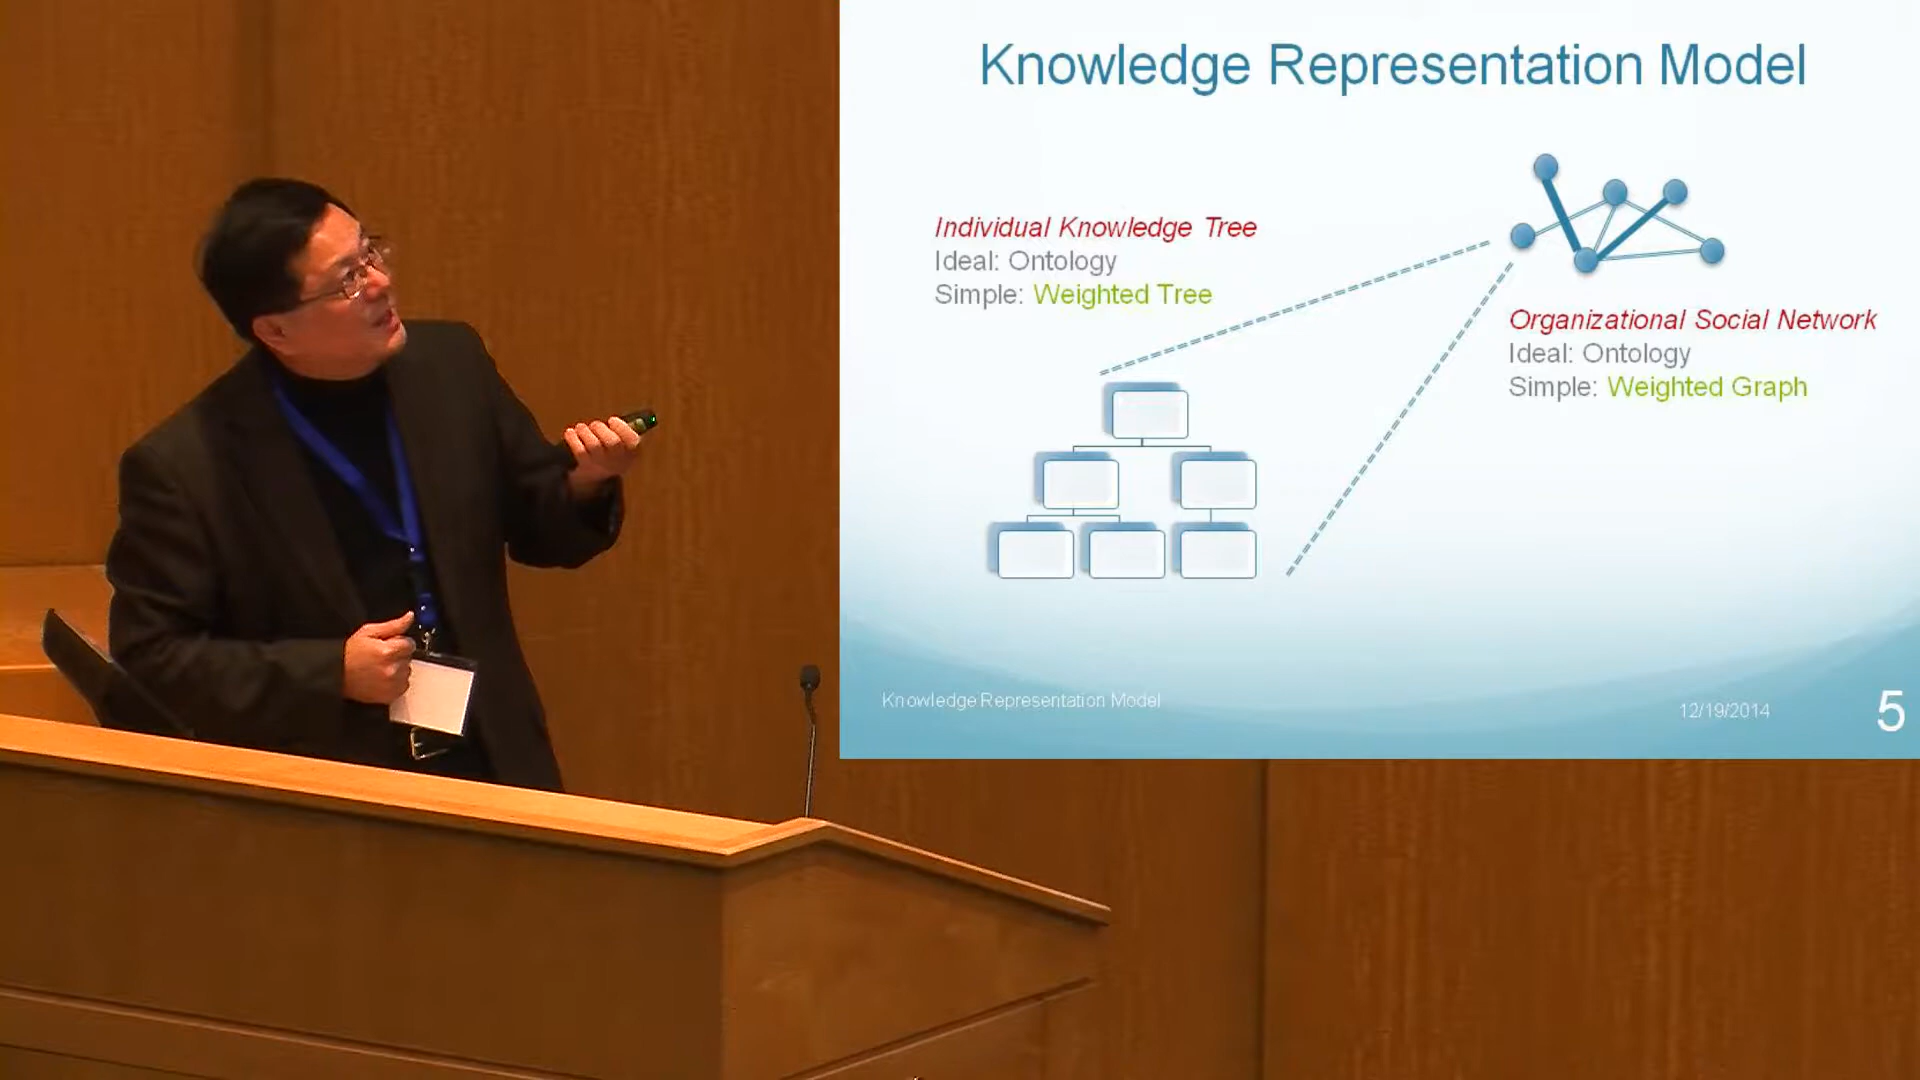 Knowledge Representation Model
Individual Knowledge Tree
Ideal: Ontology
Simple: Weighted Tree
Organizational Social Network
Ideal: Ontology
Simple: Weighted Graph
Knowledge Representation Model
12/19/2014
5